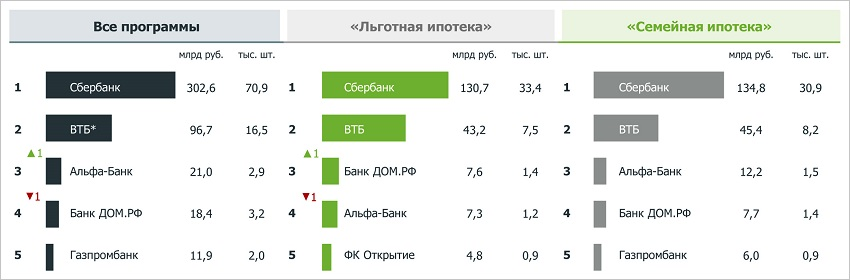 Все программы «Льготная ипотека» «Семейная ипотека»
млрд руб. тыс. шт. млрд руб. тыс. шт. млрд руб. тыс. шт.
1 Сбербанк 302,6 70,9 1 Сбербанк 130,7 33,4 1 Сбербанк 134,8 30,9
2 ВТБ* 96,7 16,5 2 ВТБ 43,2 7,5 2 ВТБ 45,4 8,2
▲1 ▲1
3 Альфа-Банк 21,0 2,9 3 Банк ДОМ.РФ 7,6 1,4 3 Альфа-Банк 12,2 1,5
▼1 ▼1
4 Банк ДОМ.РФ 18,4 3,2 4 Альфа-Банк 7,3 1,2 4 Банк ДОМ.РФ 7,7 1,4
5 Газпромбанк 11,9 2,0 5 ФК Открытие 4,8 0,9 5 Газпромбанк 6,0 0,9